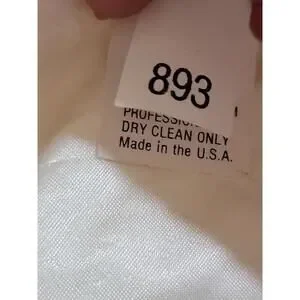 893
DRY CLEAN ONLY
Made in the U.S.A.